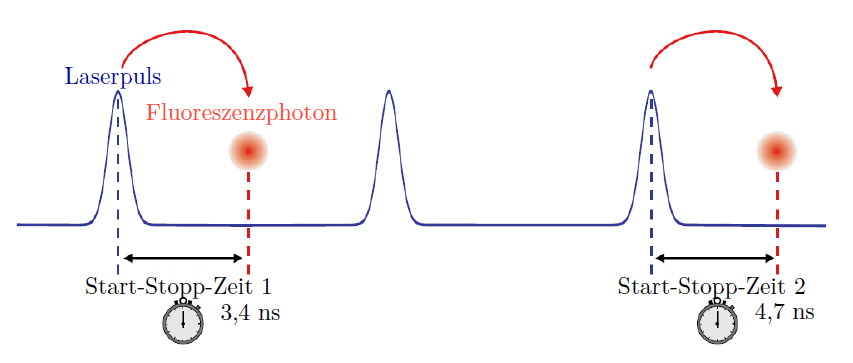 Laserpuls
Fluoreszenzphoton
Start-Stopp-Zeit 1
3,4 ns
Start-Stopp-Zeit 2
4,7 ns